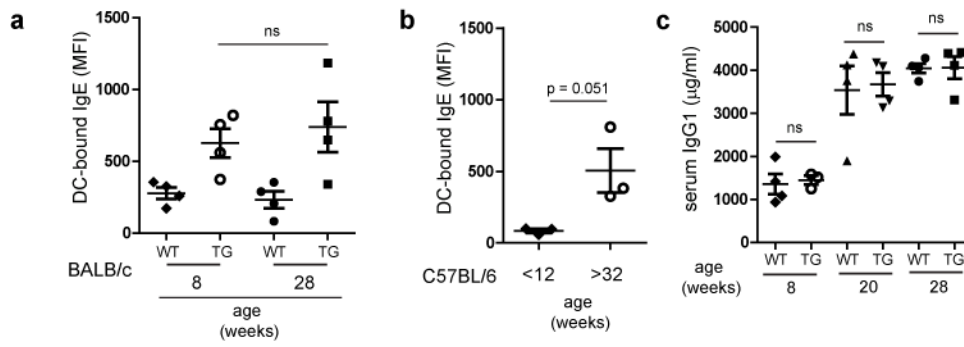 a
DC-bound IgE (MFI)
1500
1000
500
0
ns
WT TG WT TG
BALB/c
8 28
age
(weeks)
b
DC-bound IgE (MFI)
1500
1000
500
0
p = 0.051
C57BL/6 <12 >32
age
(weeks)
c
serum IgG1 (μg/ml)
5000
4000
3000
2000
1000
0
ns
ns
ns
WT TG WT TG WT TG
age
(weeks) 8 20 28